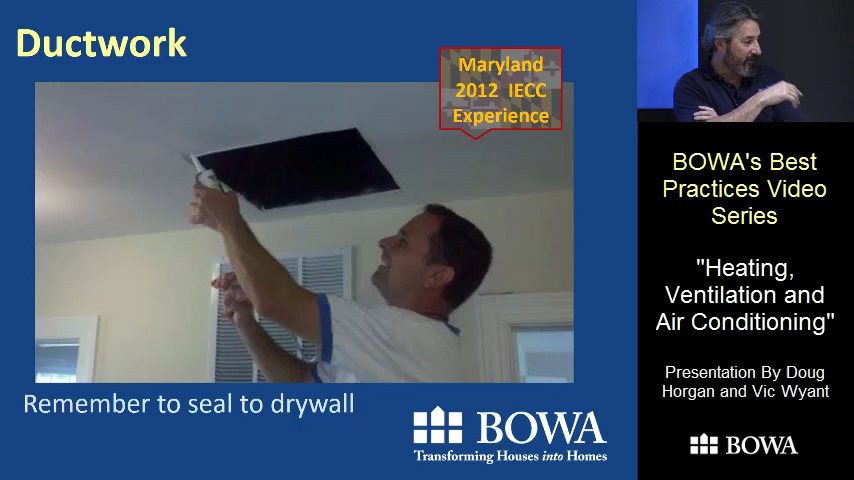 Ductwork
Maryland
2012 IECC
Experience
Remember to seal to drywall
BOWA
Transforming Houses into Homes
BOWA's Best
Practices Video
Series
"Heating,
Ventilation and
Air Conditioning"
Presentation By Doug
Horgan and Vic Wyant
BOWA